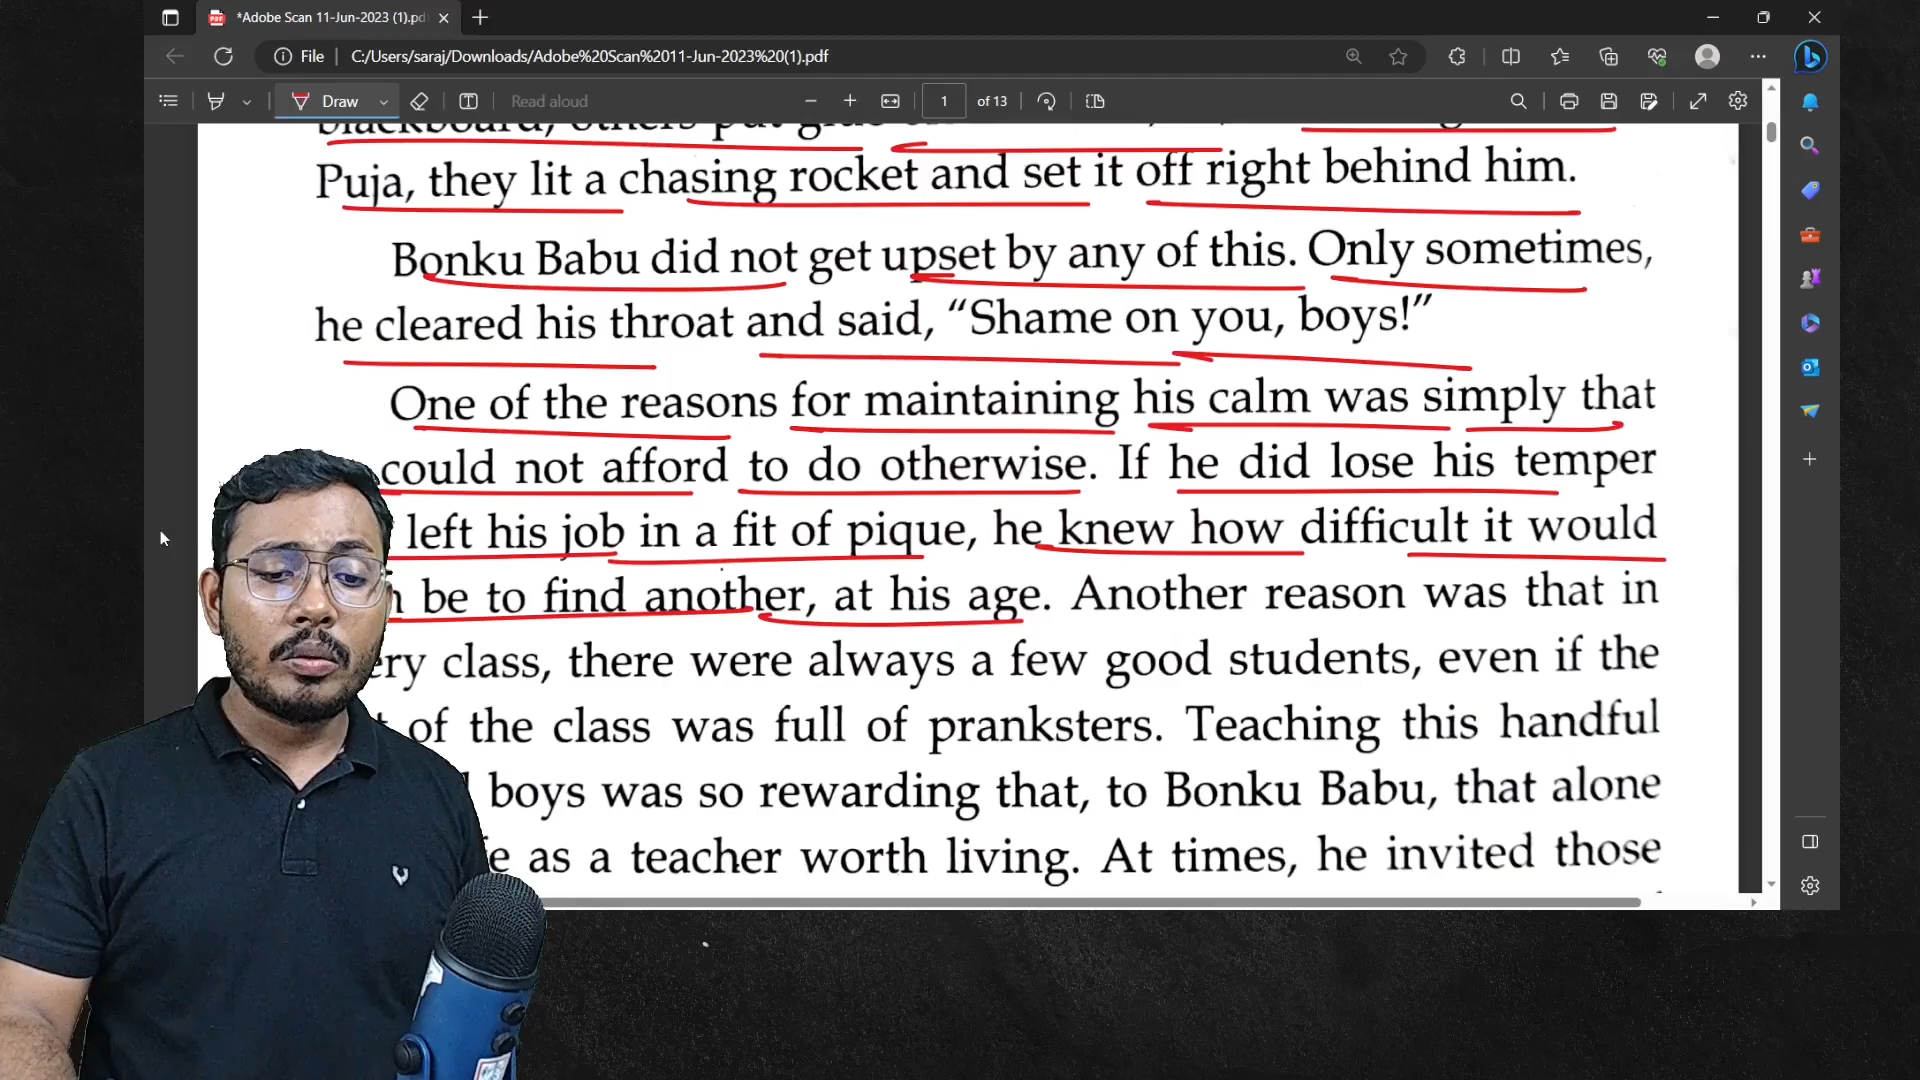 *Adobe Scan 11-Jun-2023 (1).pd
File
C:/Users/saraj/Downloads/Adobe%20Scan%2011-Jun-2023%20(1).pdf
Draw
Read aloud
1
of 13
blackboard, others put glue
Puja, they lit a chasing rocket and set it off right behind him.
Bonku Babu did not get upset by any of this. Only sometimes,
he cleared his throat and said, “Shame on you, boys!”
One of the reasons for maintaining his calm was simply that
could not afford to do otherwise. If he did lose his temper
left his job in a fit of pique, he knew how difficult it would
be to find another, at his age. Another reason was that in
ery class, there were always a few good students, even if the
of the class was full of pranksters. Teaching this handful
boys was so rewarding that, to Bonku Babu, that alone
e as a teacher worth living. At times, he invited those